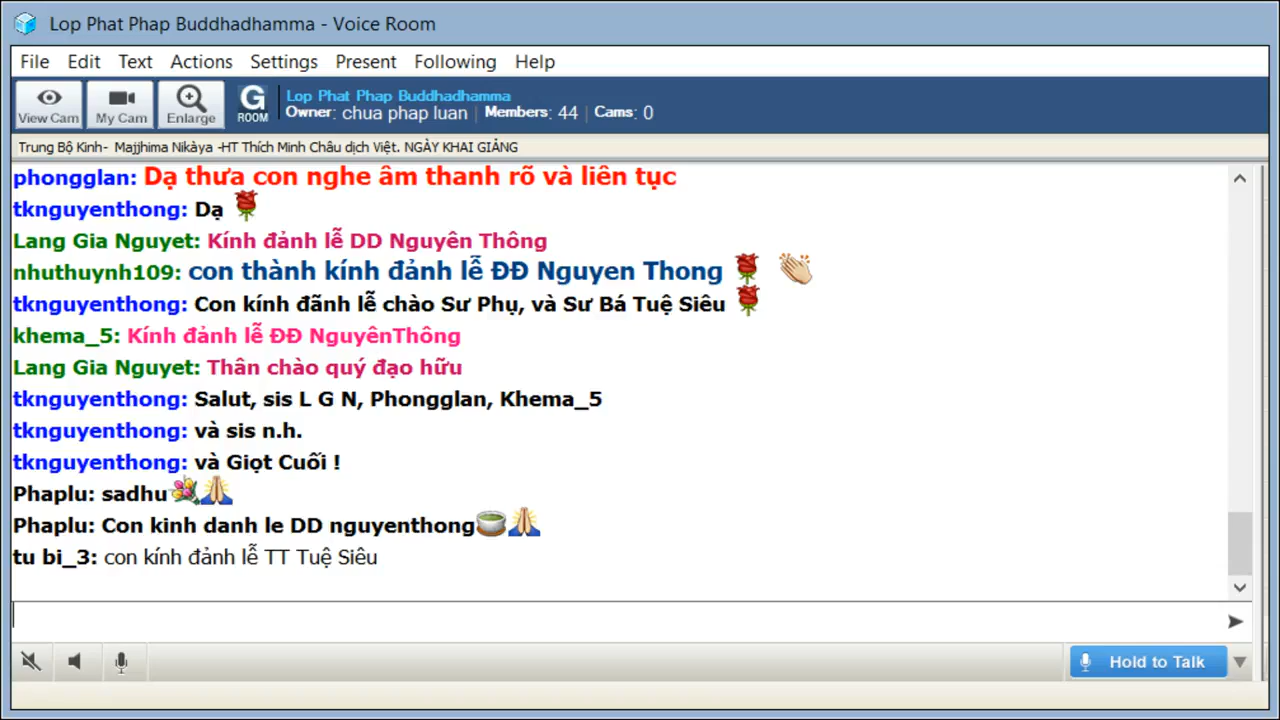 Lop Phat Phap Buddhadhamma - Voice Room
File Edit Text Actions Settings Present Following Help
View Cam My Cam Enlarge G ROOM
Lop Phat Phap Buddhadhamma
Owner: chua phap luan | Members: 44 | Cams: 0
Trung Bộ Kinh- Majjhima Nikàya -HT Thích Minh Châu dịch Việt. NGÀY KHAI GIẢNG
phongglan: Dạ thưa con nghe âm thanh rõ và liên tục
tknguyenthong: Dạ
Lang Gia Nguyet: Kính đảnh lễ DD Nguyên Thông
nhuthuynh109: con thành kính đảnh lễ ĐĐ Nguyen Thong
tknguyenthong: Con kính đãnh lễ chào Sư Phụ, và Sư Bá Tuệ Siêu
khema_5: Kính đảnh lễ ĐĐ NguyênThông
Lang Gia Nguyet: Thân chào quý đạo hữu
tknguyenthong: Salut, sis L G N, Phongglan, Khema_5
tknguyenthong: và sis n.h.
tknguyenthong: và Giọt Cuối !
Phaplu: sadhu
Phaplu: Con kinh danh le DD nguyenthong
tu bi_3: con kính đảnh lễ TT Tuệ Siêu
Hold to Talk